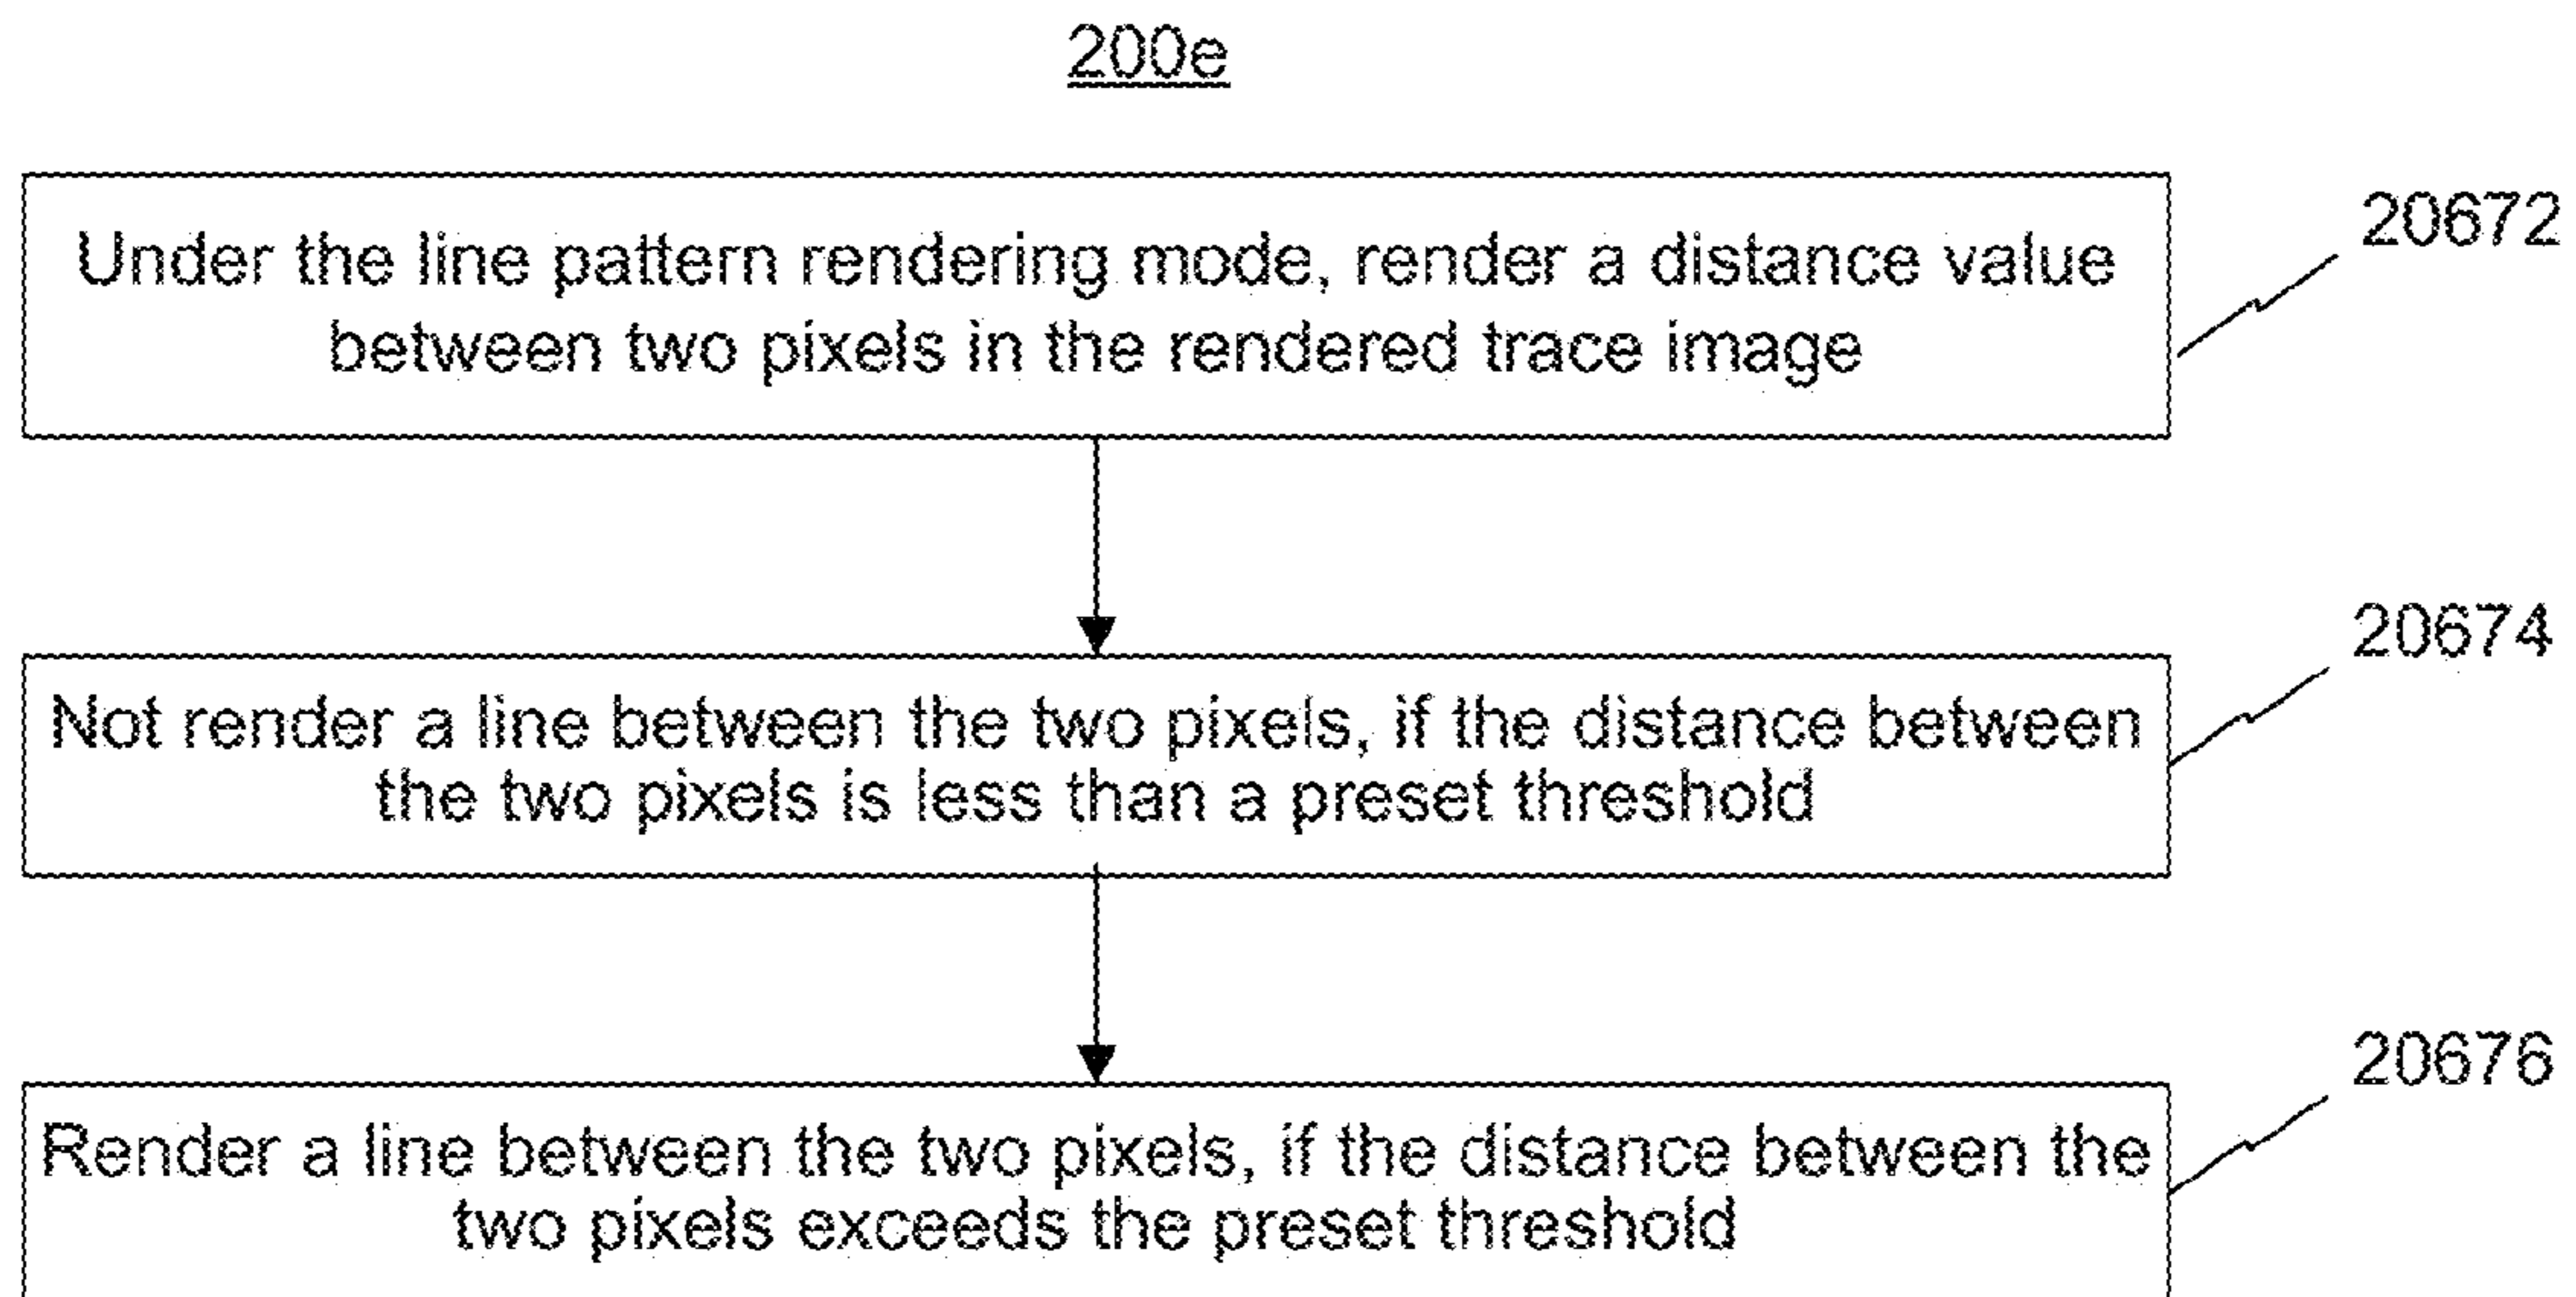 200e
Under the line pattern rendering mode, render a distance value
between two pixels in the rendered trace image
20672
Not render a line between the two pixels, if the distance between
the two pixels is less than a preset threshold
20674
Render a line between the two pixels, if the distance between the
two pixels exceeds the preset threshold
20676